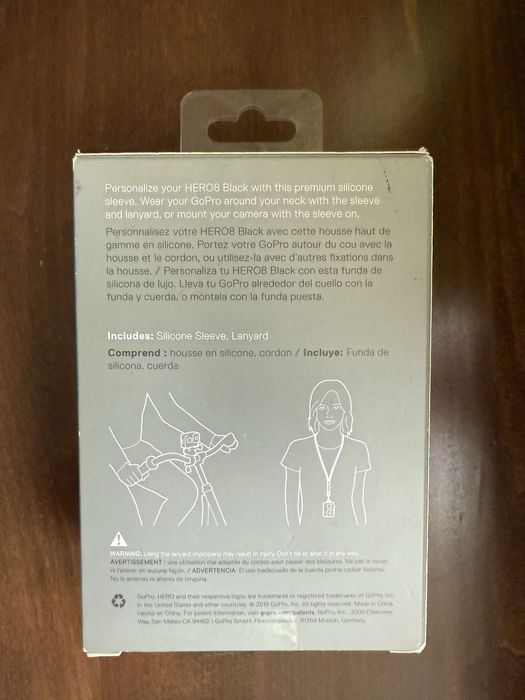 Personalize your HERO8 Black with this premium silicone
sleeve. Wear your GoPro around your neck with the sleeve
and lanyard, or mount your camera with the sleeve on.
Personnalisez votre HERO8 Black avec cette housse haut de
gamme en silicone. Portez votre GoPro autour du cou avec la
housse et le cordon, ou utilisez-la avec d'autres fixations dans
la housse. / Personaliza tu HERO8 Black con esta funda de
silicona de lujo. Lleva tu GoPro alrededor del cuello con la
funda y cuerda, o móntala con la funda puesta.
Includes: Silicone Sleeve, Lanyard
Comprend : housse en silicone, cordon / Incluye: Funda de
silicona, cuerda
WARNING: Using the lanyard improperly may result in injury. Don't tie or alter it in any way.
AVERTISSEMENT : une utilisation mal adaptée du cordon peut causer des blessures. Ne pas le nouer
ni l'altérer en aucune façon. / ADVERTENCIA: El uso inadecuado de la cuerda podría causar lesiones.
No la amarres ni alteres de ninguna
GoPro, HERO and their respective logos are trademarks or registered trademarks of GoPro, Inc.
in the United States and other countries. © 2019 GoPro, Inc. All rights reserved. Made in China,
Hecho en China. For patent information, visit gopro.com/patents. GoPro, Inc., 3000 Clearview
Way, San Mateo CA 94402 | GoPro GmbH, 81309 Munich, Germany